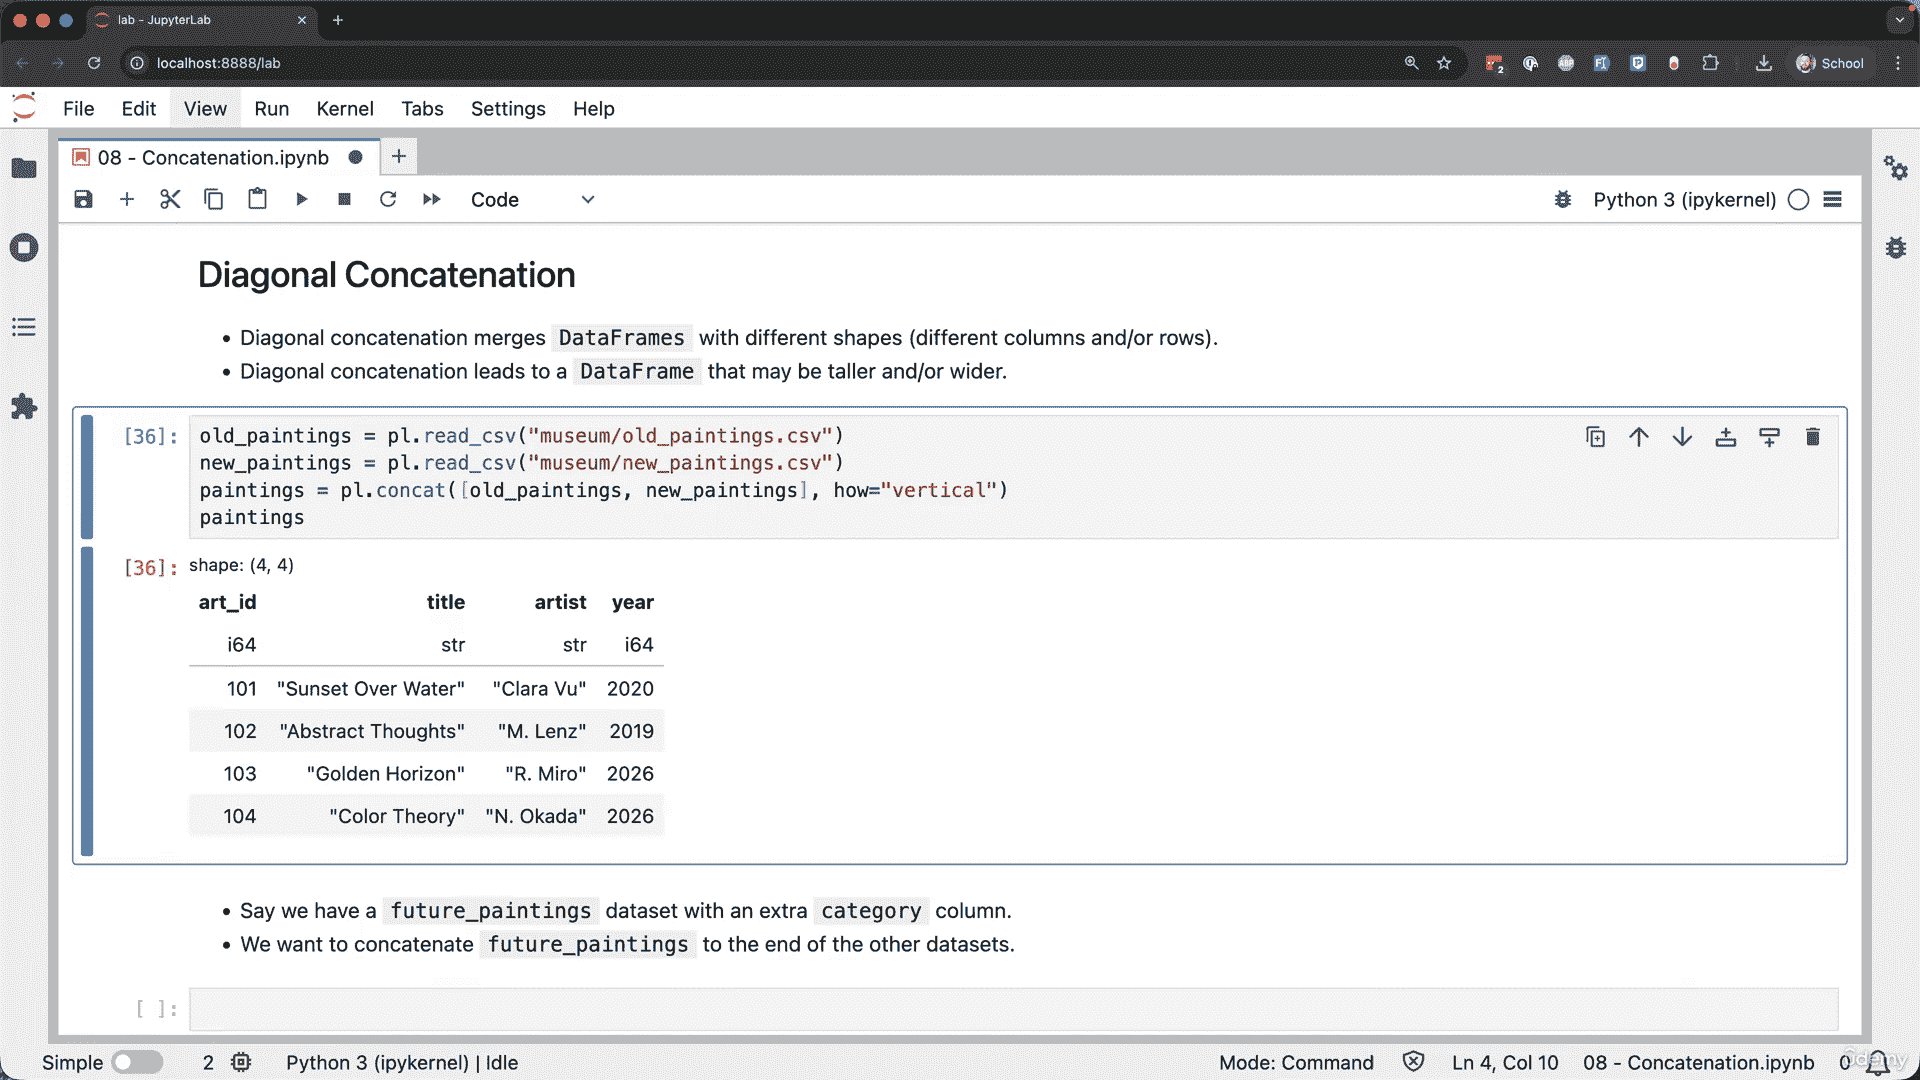 lab - JupyterLab
localhost:8888/lab
2
ABP
School
File Edit View Run Kernel Tabs Settings Help
08 - Concatenation.ipynb
Code
Python 3 (ipykernel)
Diagonal Concatenation
• Diagonal concatenation merges DataFrames with different shapes (different columns and/or rows).
• Diagonal concatenation leads to a DataFrame that may be taller and/or wider.
[36]: old_paintings = pl.read_csv("museum/old_paintings.csv")
new_paintings = pl.read_csv("museum/new_paintings.csv")
paintings = pl.concat([old_paintings, new_paintings], how="vertical")
paintings
[36]: shape: (4, 4)
art_id title artist year
i64 str str i64
101 "Sunset Over Water" "Clara Vu" 2020
102 "Abstract Thoughts" "M. Lenz" 2019
103 "Golden Horizon" "R. Miro" 2026
104 "Color Theory" "N. Okada" 2026
• Say we have a future_paintings dataset with an extra category column.
• We want to concatenate future_paintings to the end of the other datasets.
[ ]:
Simple 2 Python 3 (ipykernel) | Idle Mode: Command Ln 4, Col 10 08 - Concatenation.ipynb 0
Udemy